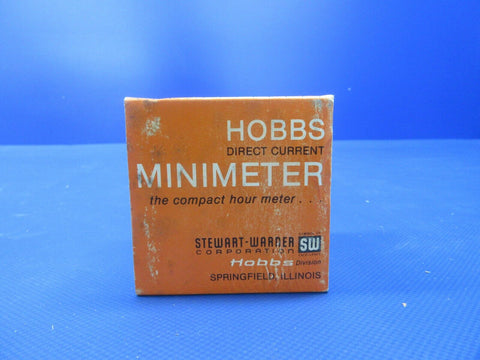 HOBBS
DIRECT CURRENT
MINIMETER
the compact hour meter . . .
STEWART-WARNER
CORPORATION
SW
Hobbs Division
SPRINGFIELD, ILLINOIS